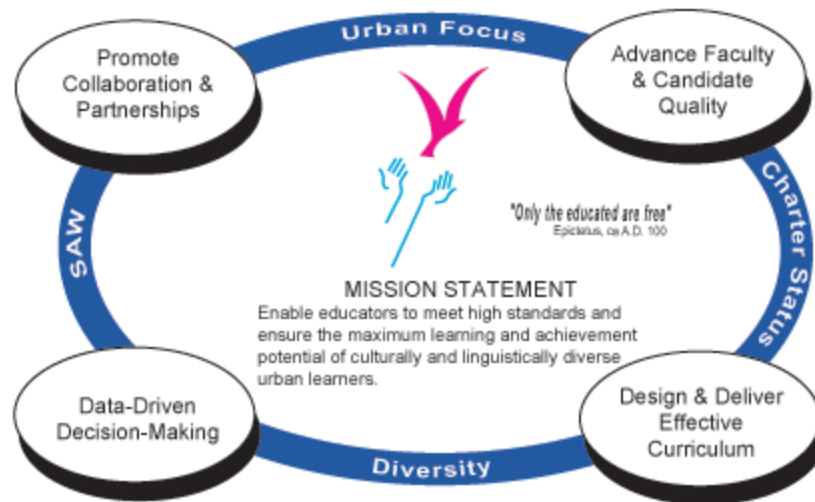 Urban Focus
Promote
Collaboration &
Partnerships
Advance Faculty
& Candidate
Quality
SAW
Charter Status
"Only the educated are free"
Epictetus, ca A.D. 100
MISSION STATEMENT
Enable educators to meet high standards and
ensure the maximum learning and achievement
potential of culturally and linguistically diverse
urban learners.
Data-Driven
Decision-Making
Design & Deliver
Effective
Curriculum
Diversity